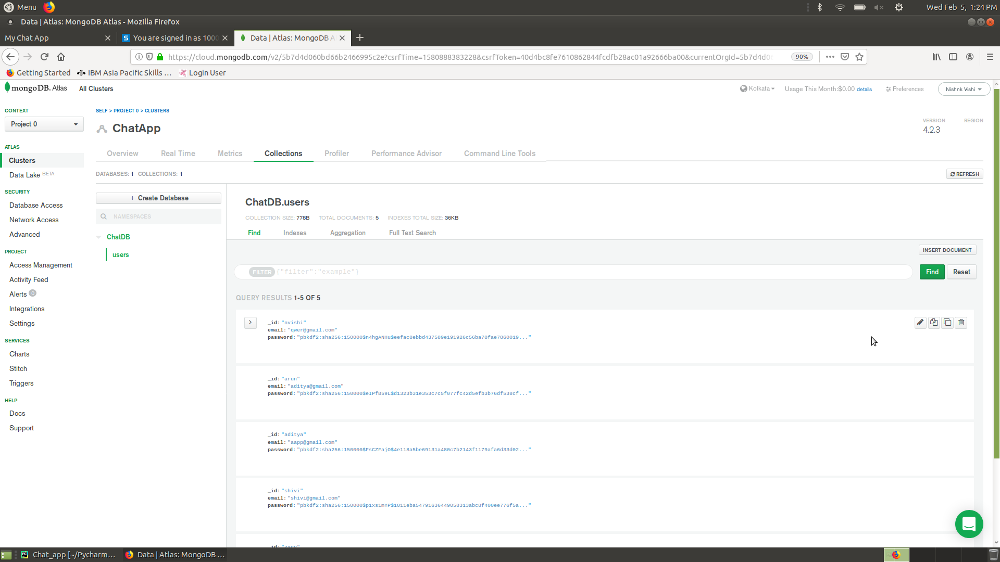 Menu
Wed Feb 5, 1:24 PM
Data | Atlas: MongoDB Atlas - Mozilla Firefox
My Chat App
You are signed in as 1000
Data | Atlas: MongoDB A
https://cloud.mongodb.com/v2/5b7d4d060bd66b2466995c2e?csrfTime=1580888383228&csrfToken=40d4bc8fe7610862844fcdfb28ac01a92666ba00&currentOrgId=5b7d4d0
90%
Getting Started
IBM Asia Pacific Skills ...
Login User
mongoDB. Atlas
All Clusters
Kolkata
Usage This Month:$0.00 details
Preferences
Nishnk Vishi
CONTEXT
Project 0
ATLAS
Clusters
Data Lake BETA
SECURITY
Database Access
Network Access
Advanced
PROJECT
Access Management
Activity Feed
Alerts 0
Integrations
Settings
SERVICES
Charts
Stitch
Triggers
HELP
Docs
Support
SELF > PROJECT 0 > CLUSTERS
ChatApp
VERSION
4.2.3
REGION
Overview
Real Time
Metrics
Collections
Profiler
Performance Advisor
Command Line Tools
DATABASES: 1 COLLECTIONS: 1
REFRESH
+ Create Database
NAMESPACES
ChatDB
users
ChatDB.users
COLLECTION SIZE: 778B TOTAL DOCUMENTS: 5 INDEXES TOTAL SIZE: 36KB
Find
Indexes
Aggregation
Full Text Search
INSERT DOCUMENT
FILTER {"filter":"example"}
Find
Reset
QUERY RESULTS 1-5 OF 5
_id: "nvishi"
email: "qwer@gmail.com"
password: "pbkdf2:sha256:150000$n4hgANHu$eefac8ebbd437589e191926c56ba78fae7860019..."
_id: "arun"
email: "aditya@gmail.com"
password: "pbkdf2:sha256:150000$eIPfB59L$d1323b31e353c7c5f077fc42d5efb3b76df538cf..."
_id: "aditya"
email: "aapp@gmail.com"
password: "pbkdf2:sha256:150000$FsCZFajO$4e118a5be69131a480c7b2143f1179afa6d33d02..."
_id: "shivi"
email: "shivi@gmail.com"
password: "pbkdf2:sha256:150000$p1xs1mYP$1011eba54791636449058313abc8f400ee776f5a..."
_id: "zxcv"
Chat_app [~/Pycharm...
Data | Atlas: MongoDB ...